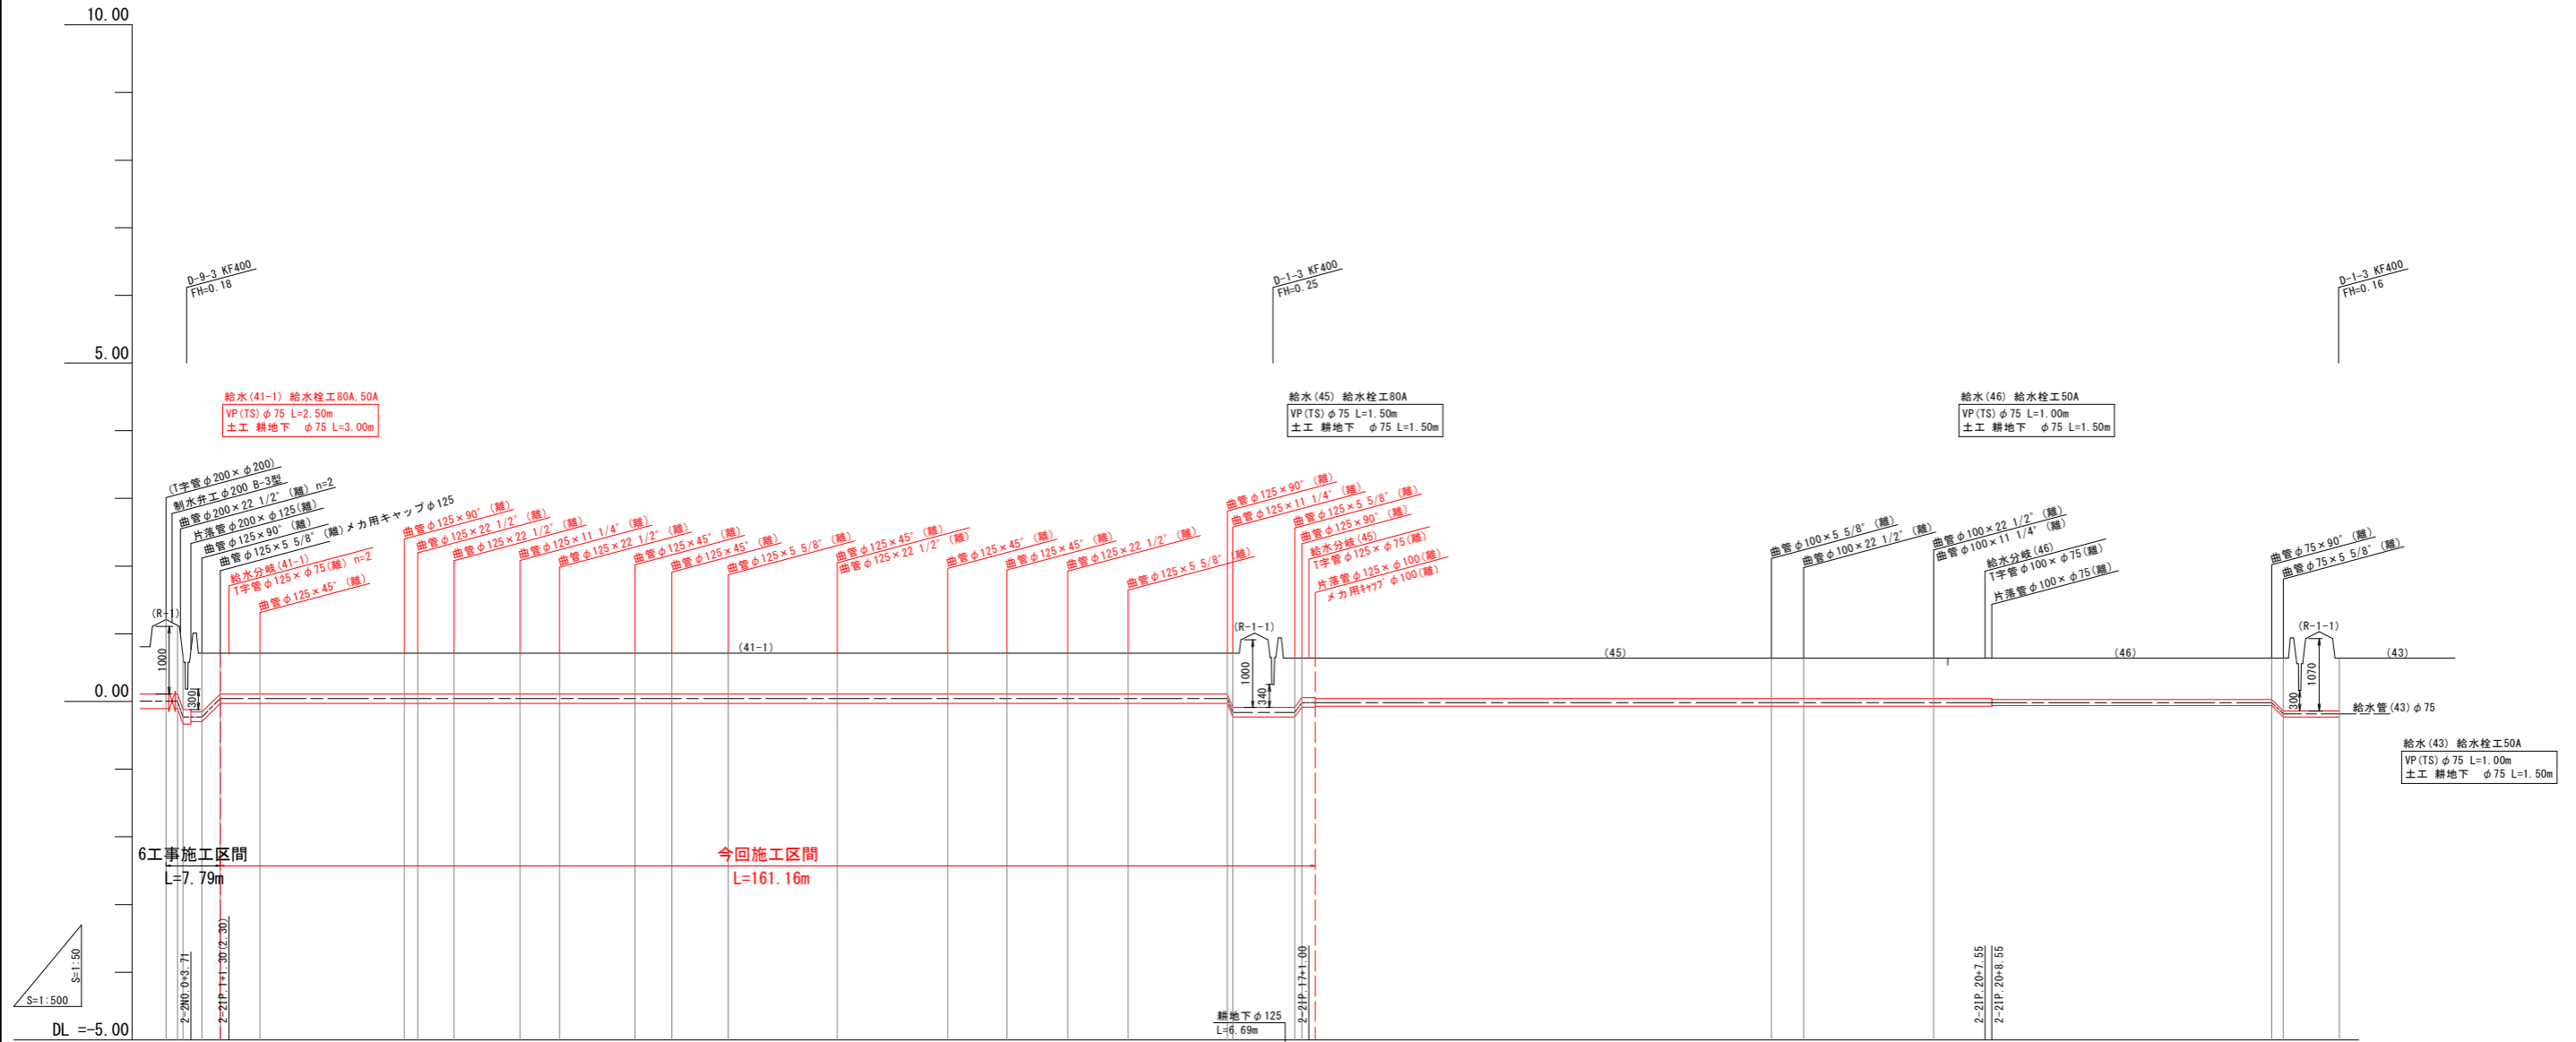 10.00
D-9-3 KF400
FH=0.18
D-1-3 KF400
FH=0.25
D-1-3 KF400
FH=0.16
5.00
給水(41-1) 給水栓工80A,50A
VP(TS)φ75 L=2.50m
土工 耕地下 φ75 L=3.00m
給水(45) 給水栓工80A
VP(TS)φ75 L=1.50m
土工 耕地下 φ75 L=1.50m
給水(46) 給水栓工50A
VP(TS)φ75 L=1.00m
土工 耕地下 φ75 L=1.50m
(T字管φ200×φ200)
制水弁工φ200 B-3型
曲管φ200×22 1/2°(離) n=2
片落管φ200×φ125(離)
曲管φ125×90°(離)
曲管φ125×5 5/8°(離)メカ用キャップφ125
給水分岐(41-1)
T字管φ125×φ75(離) n=2
曲管φ125×45°(離)
曲管φ125×90°(離)
曲管φ125×22 1/2°(離)
曲管φ125×22 1/2°(離)
曲管φ125×11 1/4°(離)
曲管φ125×22 1/2°(離)
曲管φ125×45°(離)
曲管φ125×45°(離)
曲管φ125×5 5/8°(離)
曲管φ125×45°(離)
曲管φ125×22 1/2°(離)
曲管φ125×45°(離)
曲管φ125×45°(離)
曲管φ125×22 1/2°(離)
曲管φ125×5 5/8°(離)
曲管φ125×90°(離)
曲管φ125×11 1/4°(離)
曲管φ125×5 5/8°(離)
曲管φ125×90°(離)
給水分岐(45)
T字管φ125×φ75(離)
片落管φ125×φ100(離)
メカ用キャップφ100(離)
曲管φ100×5 5/8°(離)
曲管φ100×22 1/2°(離)
曲管φ100×22 1/2°(離)
曲管φ100×11 1/4°(離)
給水分岐(46)
T字管φ100×φ75(離)
片落管φ100×φ75(離)
曲管φ75×90°(離)
曲管φ75×5 5/8°(離)
(R-1)
(R-1-1)
(R-1-1)
(41-1)
(45)
(46)
(43)
1000
300
1000
340
300
1070
0.00
給水管(43)φ75
給水(43) 給水栓工50A
VP(TS)φ75 L=1.00m
土工 耕地下 φ75 L=1.50m
6工事施工区間
L=7.79m
今回施工区間
L=161.16m
S=1:50
S=1:500
2-2NO.0+3.71
2-2IP.1+1.30(2.30)
2-2IP.17+1.00
2-2IP.20+7.55
2-2IP.20+8.55
耕地下φ125
L=6.69m
DL =-5.00